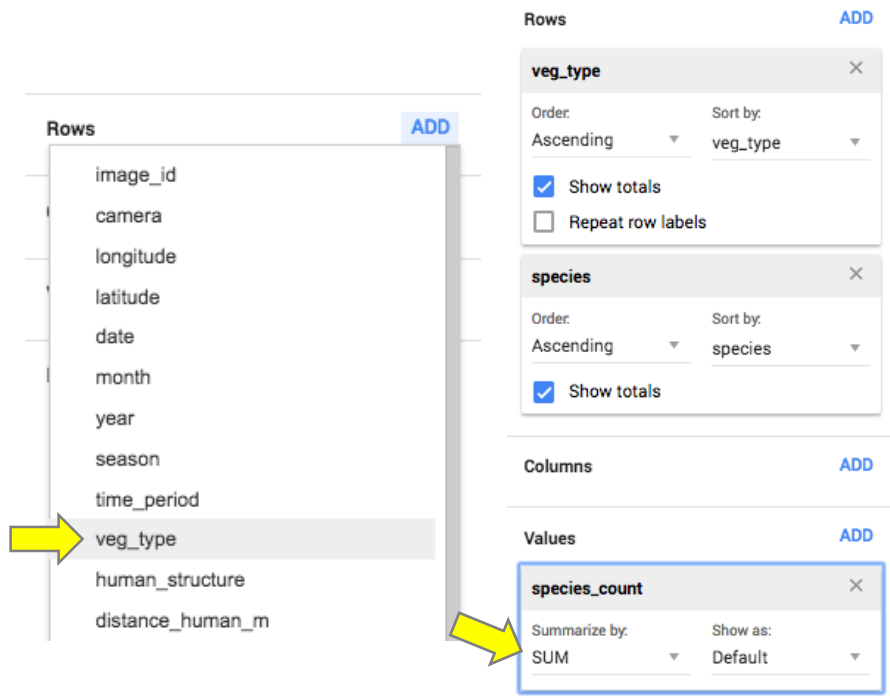 Rows ADD
image_id
camera
longitude
latitude
date
month
year
season
time_period
veg_type
human_structure
distance_human_m
Rows ADD
veg_type
Order: Sort by:
Ascending veg_type
Show totals
Repeat row labels
species
Order: Sort by:
Ascending species
Show totals
Columns ADD
Values ADD
species_count
Summarize by: Show as:
SUM Default